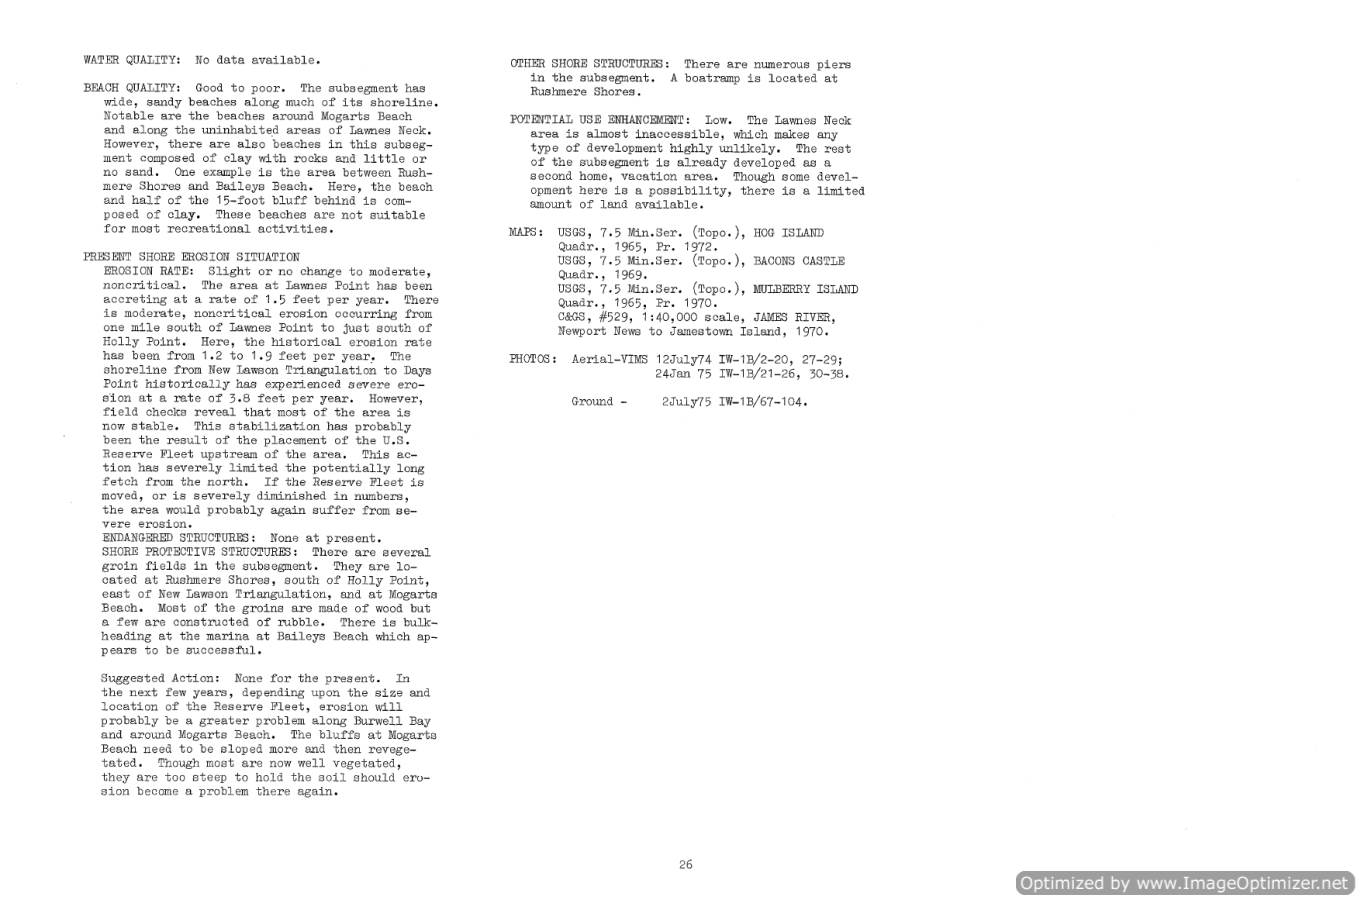 WATER QUALITY: No data available.
BEACH QUALITY: Good to poor. The subsegment has
wide, sandy beaches along much of its shoreline.
Notable are the beaches around Mogarts Beach
and along the uninhabited areas of Lawnes Neck.
However, there are also beaches in this subseg-
ment composed of clay with rocks and little or
no sand. One example is the area between Rush-
mere Shores and Baileys Beach. Here, the beach
and half of the 15-foot bluff behind is com-
posed of clay. These beaches are not suitable
for most recreational activities.
PRESENT SHORE EROSION SITUATION
EROSION RATE: Slight or no change to moderate,
noncritical. The area at Lawnes Point has been
accreting at a rate of 1.5 feet per year. There
is moderate, noncritical erosion occurring from
one mile south of Lawnes Point to just south of
Holly Point. Here, the historical erosion rate
has been from 1.2 to 1.9 feet per year. The
shoreline from New Lawson Triangulation to Days
Point historically has experienced severe ero-
sion at a rate of 3.8 feet per year. However,
field checks reveal that most of the area is
now stable. This stabilization has probably
been the result of the placement of the U.S.
Reserve Fleet upstream of the area. This ac-
tion has severely limited the potentially long
fetch from the north. If the Reserve Fleet is
moved, or is severely diminished in numbers,
the area would probably again suffer from se-
vere erosion.
ENDANGERED STRUCTURES: None at present.
SHORE PROTECTIVE STRUCTURES: There are several
groin fields in the subsegment. They are lo-
cated at Rushmere Shores, south of Holly Point,
east of New Lawson Triangulation, and at Mogarts
Beach. Most of the groins are made of wood but
a few are constructed of rubble. There is bulk-
heading at the marina at Baileys Beach which ap-
pears to be successful.
Suggested Action: None for the present. In
the next few years, depending upon the size and
location of the Reserve Fleet, erosion will
probably be a greater problem along Burwell Bay
and around Mogarts Beach. The bluffs at Mogarts
Beach need to be sloped more and then revege-
tated. Though most are now well vegetated,
they are too steep to hold the soil should ero-
sion become a problem there again.
OTHER SHORE STRUCTURES: There are numerous piers
in the subsegment. A boatramp is located at
Rushmere Shores.
POTENTIAL USE ENHANCEMENT: Low. The Lawnes Neck
area is almost inaccessible, which makes any
type of development highly unlikely. The rest
of the subsegment is already developed as a
second home, vacation area. Though some devel-
opment here is a possibility, there is a limited
amount of land available.
MAPS: USGS, 7.5 Min.Ser. (Topo.), HOG ISLAND
Quadr., 1965, Pr. 1972.
USGS, 7.5 Min.Ser. (Topo.), BACONS CASTLE
Quadr., 1969.
USGS, 7.5 Min.Ser. (Topo.), MULBERRY ISLAND
Quadr., 1965, Pr. 1970.
C&GS, #529, 1:40,000 scale, JAMES RIVER,
Newport News to Jamestown Island, 1970.
PHOTOS: Aerial-VIMS 12July74 IW-1B/2-20, 27-29;
24Jan 75 IW-1B/21-26, 30-38.
Ground - 2July75 IW-1B/67-104.
26
Optimized by www.ImageOptimizer.net